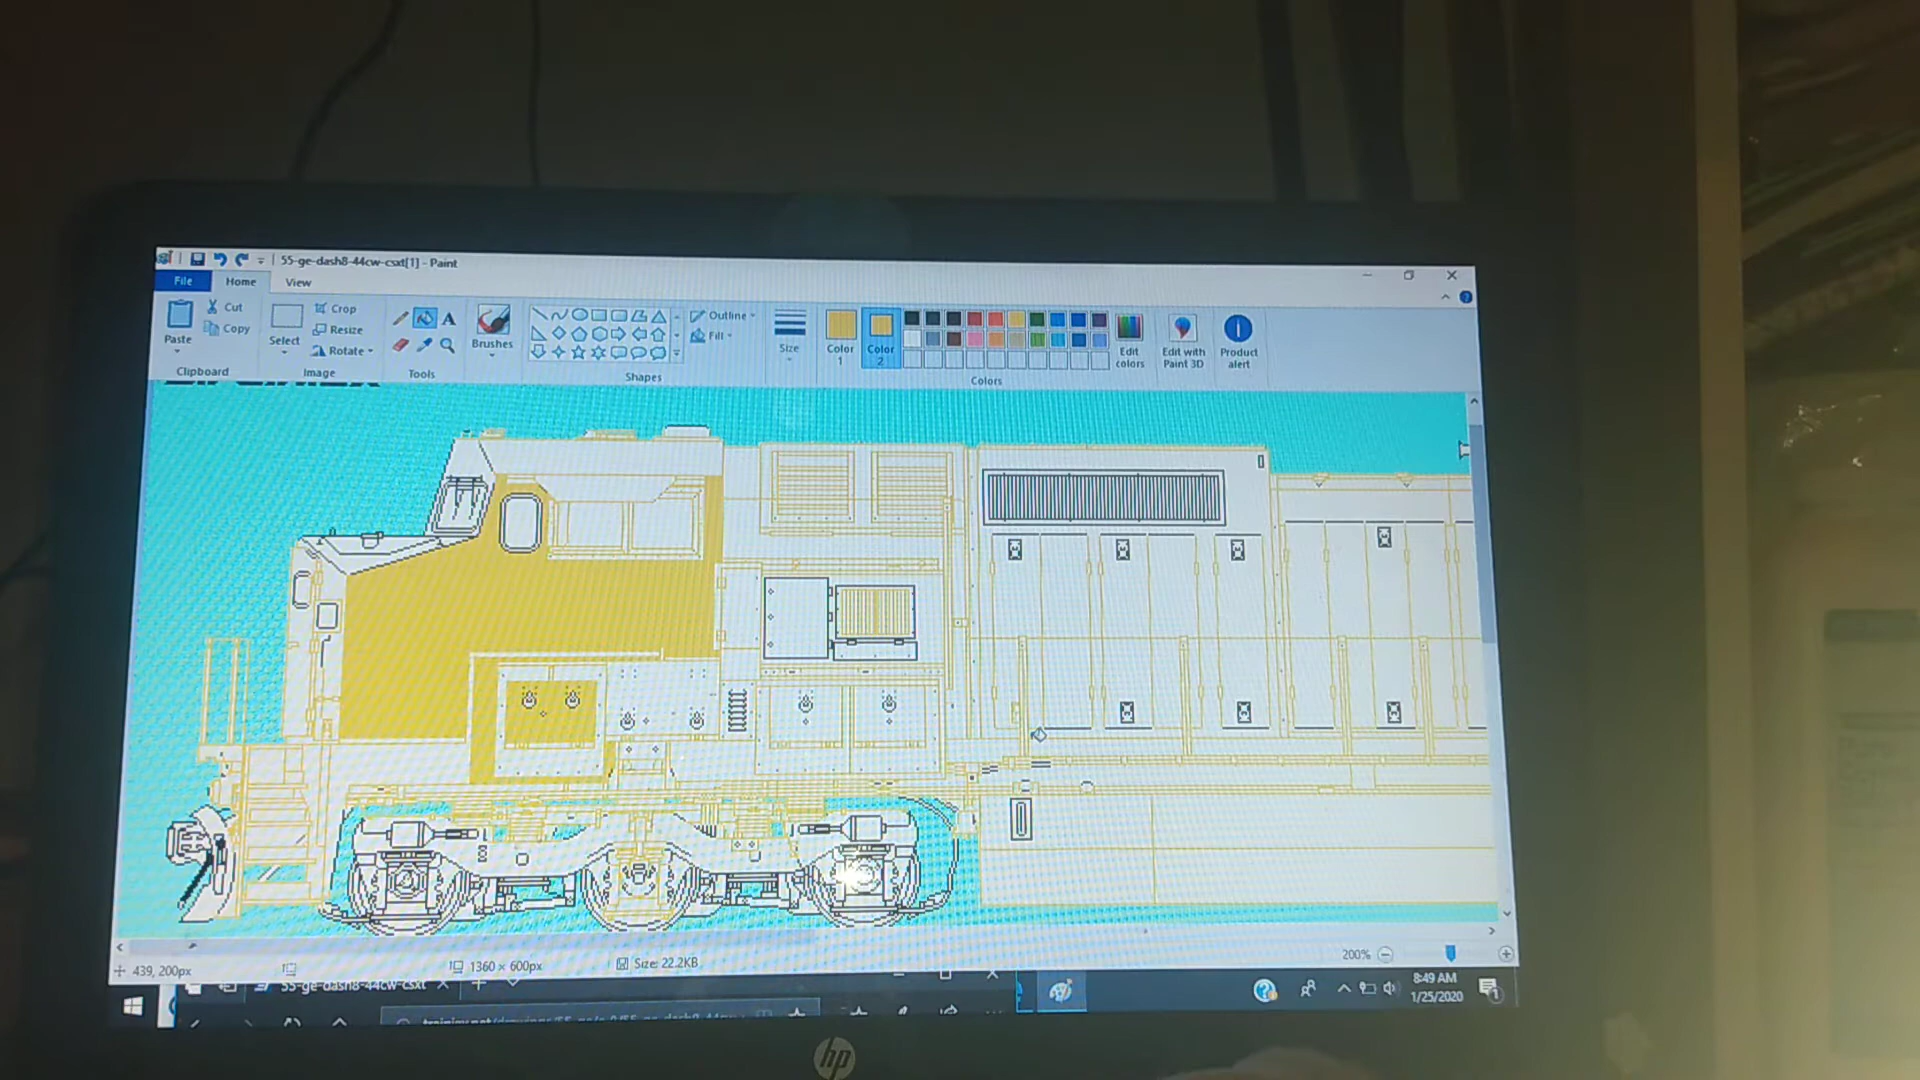 55-ge-dash8-44cw-csxt[1] - Paint
File Home View
Paste
Cut
Copy
Clipboard
Select
Crop
Resize
Rotate
Image
Tools
Brushes
Shapes
Outline
Fill
Size
Color 1
Color 2
Colors
Edit colors
Edit with Paint 3D
Product alert
439, 200px
1360 × 600px
Size: 22.2KB
200%
55-ge-dash8-44cw-csxt
8:49 AM
1/25/2020
hp